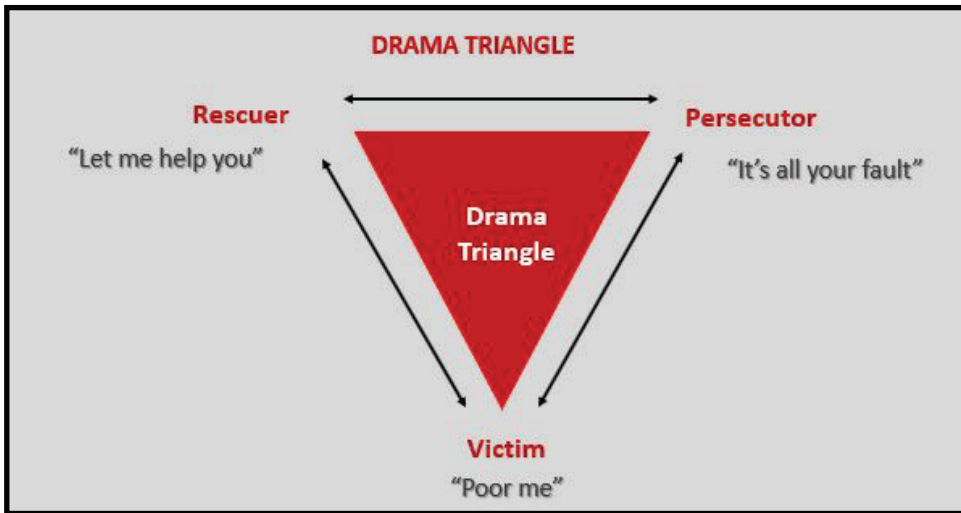 DRAMA TRIANGLE
Rescuer
Persecutor
“Let me help you”
“It’s all your fault”
Drama
Triangle
Victim
“Poor me”